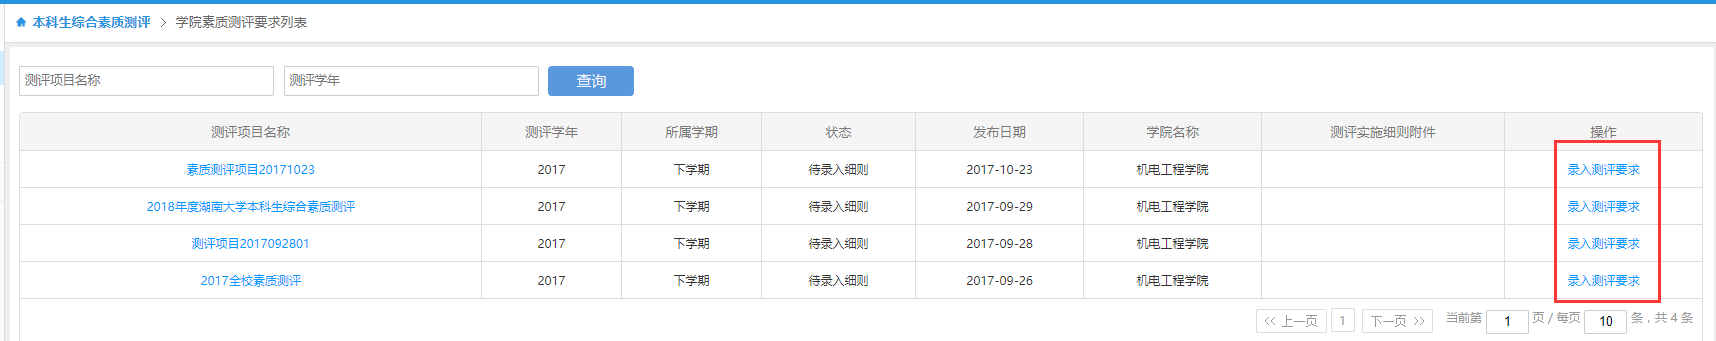 本科生综合素质测评 > 学院素质测评要求列表
测评项目名称 测评学年 查询
测评项目名称 测评学年 所属学期 状态 发布日期 学院名称 测评实施细则附件 操作
素质测评项目20171023 2017 下学期 待录入细则 2017-10-23 机电工程学院 录入测评要求
2018年度湖南大学本科生综合素质测评 2017 下学期 待录入细则 2017-09-29 机电工程学院 录入测评要求
测评项目2017092801 2017 下学期 待录入细则 2017-09-28 机电工程学院 录入测评要求
2017全校素质测评 2017 下学期 待录入细则 2017-09-26 机电工程学院 录入测评要求
<< 上一页 1 下一页 >> 当前第 1 页 / 每页 10 条，共 4 条